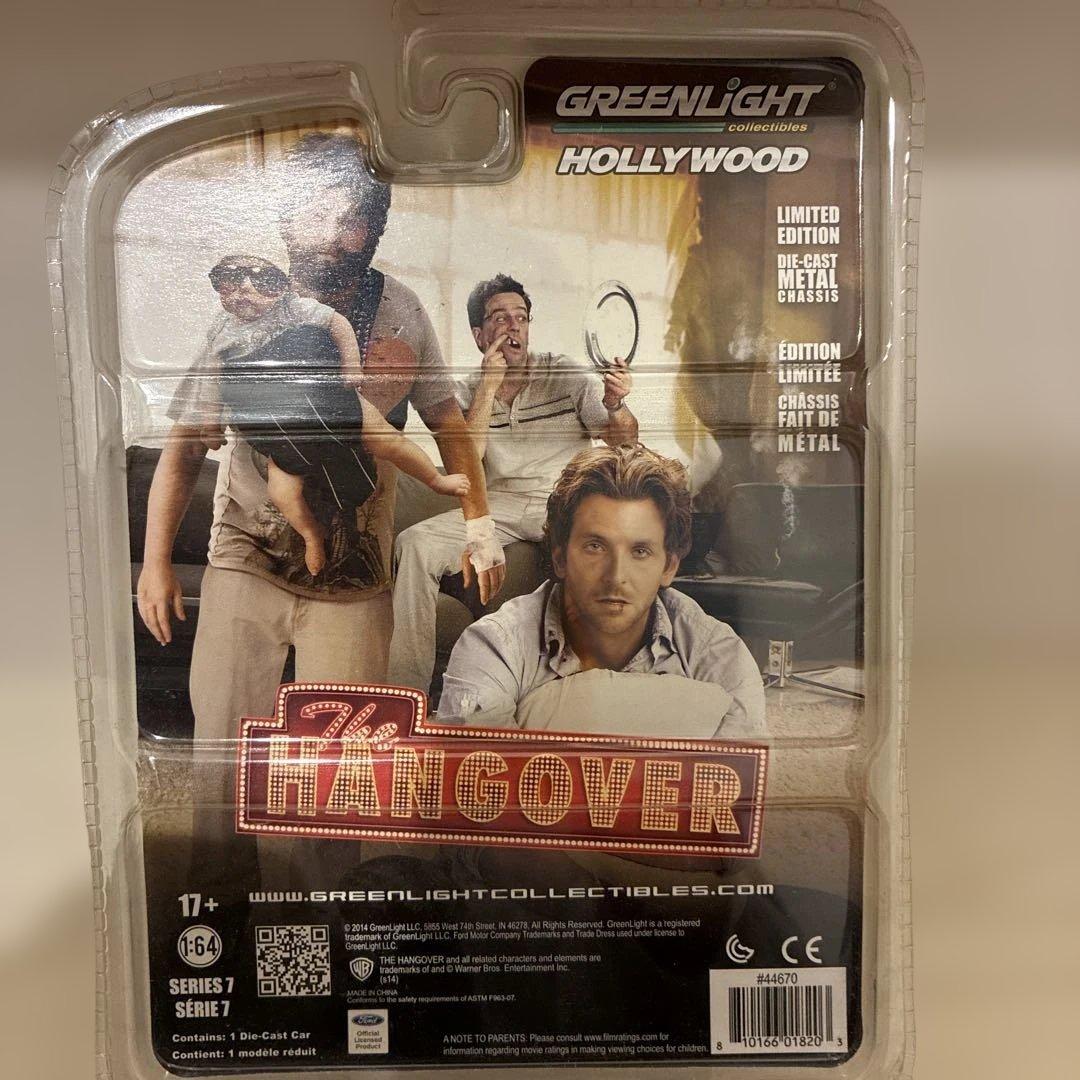 GREENLiGHT®
collectibles
HOLLYWOOD
LIMITED
EDITION
DIE-CAST
METAL
CHASSIS
ÉDITION
LIMITÉE
CHÂSSIS
FAIT DE
MÉTAL
The
HANGOVER
www.GREENLIGHTCOLLECTIBLES.com
17+
1:64
SERIES 7
SÉRIE 7
Contains: 1 Die-Cast Car
Contient: 1 modèle réduit
© 2014 GreenLight LLC, 5855 West 74th Street, IN 46278, All Rights Reserved. GreenLight is a registered
trademark of GreenLight LLC. Ford Motor Company Trademarks and Trade Dress used under license to
GreenLight LLC.
WB
THE HANGOVER and all related characters and elements are
trademarks of and © Warner Bros. Entertainment Inc.
(s14)
MADE IN CHINA
Conforms to the safety requirements of ASTM F963-07.
Ford
Official
Licensed
Product
A NOTE TO PARENTS: Please consult www.filmratings.com for
information regarding movie ratings in making viewing choices for children.
CE
#44670
8 10166 01820 3